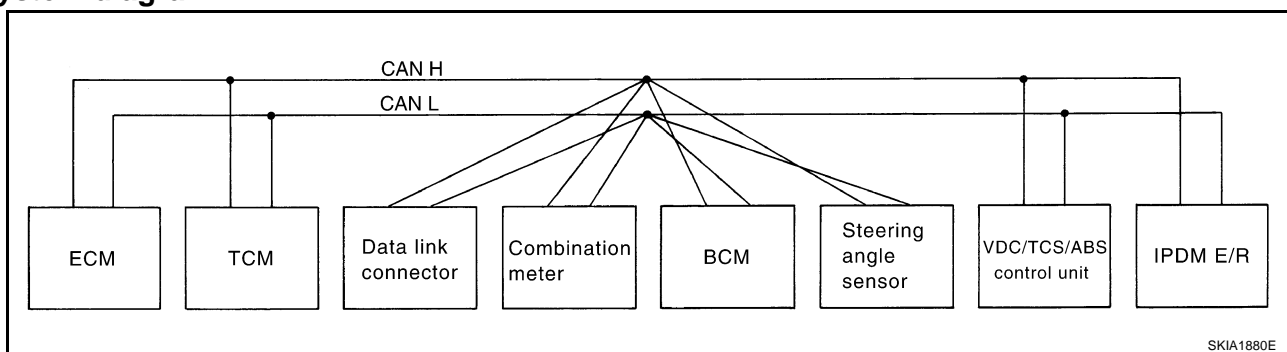 CAN H
CAN L
ECM
TCM
Data link
connector
Combination
meter
BCM
Steering
angle
sensor
VDC/TCS/ABS
control unit
IPDM E/R
SKIA1880E